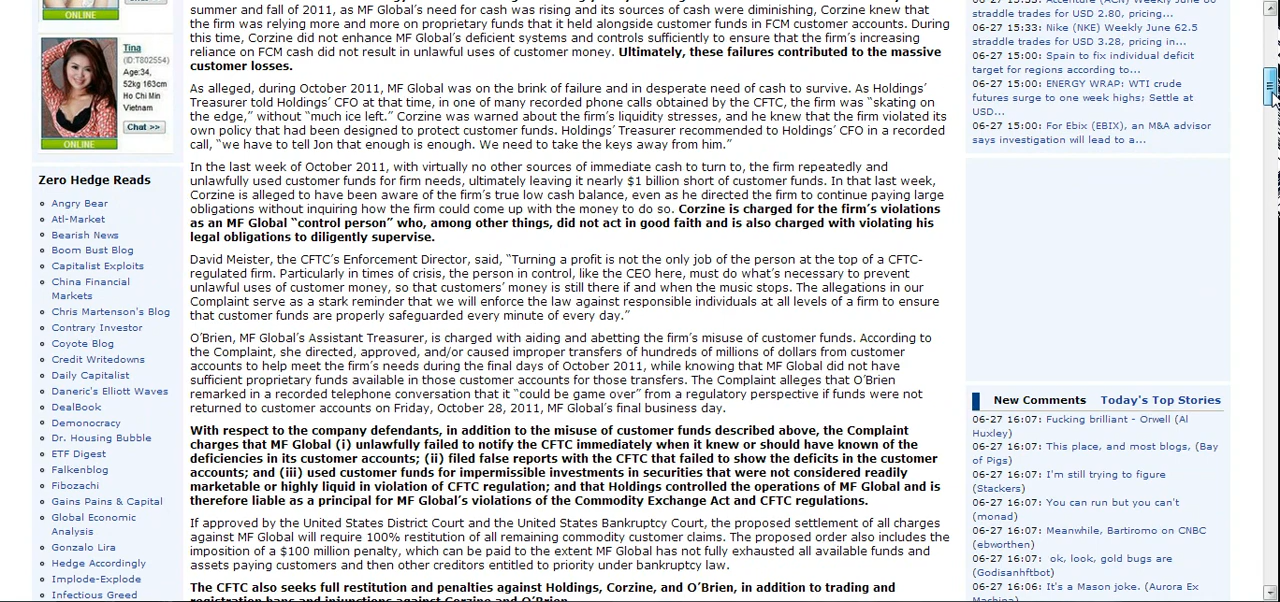 ONLINE
Chat >>
Tina
(ID:T802554)
Age:34,
52kg 163cm
Ho Chi Min
Vietnam
Chat >>
ONLINE
Zero Hedge Reads
Angry Bear
Atl-Market
Bearish News
Boom Bust Blog
Capitalist Exploits
China Financial
Markets
Chris Martenson's Blog
Contrary Investor
Coyote Blog
Credit Writedowns
Daily Capitalist
Daneric's Elliott Waves
DealBook
Demonocracy
Dr. Housing Bubble
ETF Digest
Falkenblog
Fibozachi
Gains Pains & Capital
Global Economic
Analysis
Gonzalo Lira
Hedge Accordingly
Implode-Explode
Infectious Greed
summer and fall of 2011, as MF Global’s need for cash was rising and its sources of cash were diminishing, Corzine knew that
the firm was relying more and more on proprietary funds that it held alongside customer funds in FCM customer accounts. During
this time, Corzine did not enhance MF Global’s deficient systems and controls sufficiently to ensure that the firm’s increasing
reliance on FCM cash did not result in unlawful uses of customer money. Ultimately, these failures contributed to the massive
customer losses.
As alleged, during October 2011, MF Global was on the brink of failure and in desperate need of cash to survive. As Holdings’
Treasurer told Holdings’ CFO at that time, in one of many recorded phone calls obtained by the CFTC, the firm was “skating on
the edge,” without “much ice left.” Corzine was warned about the firm’s liquidity stresses, and he knew that the firm violated its
own policy that had been designed to protect customer funds. Holdings’ Treasurer recommended to Holdings’ CFO in a recorded
call, “we have to tell Jon that enough is enough. We need to take the keys away from him.”
In the last week of October 2011, with virtually no other sources of immediate cash to turn to, the firm repeatedly and
unlawfully used customer funds for firm needs, ultimately leaving it nearly $1 billion short of customer funds. In that last week,
Corzine is alleged to have been aware of the firm’s true low cash balance, even as he directed the firm to continue paying large
obligations without inquiring how the firm could come up with the money to do so. Corzine is charged for the firm’s violations
as an MF Global “control person” who, among other things, did not act in good faith and is also charged with violating his
legal obligations to diligently supervise.
David Meister, the CFTC’s Enforcement Director, said, “Turning a profit is not the only job of the person at the top of a CFTC-
regulated firm. Particularly in times of crisis, the person in control, like the CEO here, must do what’s necessary to prevent
unlawful uses of customer money, so that customers’ money is still there if and when the music stops. The allegations in our
Complaint serve as a stark reminder that we will enforce the law against responsible individuals at all levels of a firm to ensure
that customer funds are properly safeguarded every minute of every day.”
O’Brien, MF Global’s Assistant Treasurer, is charged with aiding and abetting the firm’s misuse of customer funds. According to
the Complaint, she directed, approved, and/or caused improper transfers of hundreds of millions of dollars from customer
accounts to help meet the firm’s needs during the final days of October 2011, while knowing that MF Global did not have
sufficient proprietary funds available in those customer accounts for those transfers. The Complaint alleges that O’Brien
remarked in a recorded telephone conversation that it “could be game over” from a regulatory perspective if funds were not
returned to customer accounts on Friday, October 28, 2011, MF Global’s final business day.
With respect to the company defendants, in addition to the misuse of customer funds described above, the Complaint
charges that MF Global (i) unlawfully failed to notify the CFTC immediately when it knew or should have known of the
deficiencies in its customer accounts; (ii) filed false reports with the CFTC that failed to show the deficits in the customer
accounts; and (iii) used customer funds for impermissible investments in securities that were not considered readily
marketable or highly liquid in violation of CFTC regulation; and that Holdings controlled the operations of MF Global and is
therefore liable as a principal for MF Global’s violations of the Commodity Exchange Act and CFTC regulations.
If approved by the United States District Court and the United States Bankruptcy Court, the proposed settlement of all charges
against MF Global will require 100% restitution of all remaining commodity customer claims. The proposed order also includes the
imposition of a $100 million penalty, which can be paid to the extent MF Global has not fully exhausted all available funds and
assets paying customers and then other creditors entitled to priority under bankruptcy law.
The CFTC also seeks full restitution and penalties against Holdings, Corzine, and O’Brien, in addition to trading and
registration bans and injunctions against Corzine and O’Brien.
06-27 15:33: Accenture (ACN) Weekly June 80
straddle trades for USD 2.80, pricing...
06-27 15:33: Nike (NKE) Weekly June 62.5
straddle trades for USD 3.28, pricing in...
06-27 15:00: Spain to fix individual deficit
target for regions according to...
06-27 15:00: ENERGY WRAP: WTI crude
futures surge to one week highs; Settle at
USD...
06-27 15:00: For Ebix (EBIX), an M&A advisor
says investigation will lead to a...
New Comments Today's Top Stories
06-27 16:07: Fucking brilliant - Orwell (Al
Huxley)
06-27 16:07: This place, and most blogs, (Bay
of Pigs)
06-27 16:07: I'm still trying to figure
(Stackers)
06-27 16:07: You can run but you can't
(monad)
06-27 16:07: Meanwhile, Bartiromo on CNBC
(ebworthen)
06-27 16:07: ok, look, gold bugs are
(Godisanhftbot)
06-27 16:06: It's a Mason joke. (Aurora Ex
Machina)